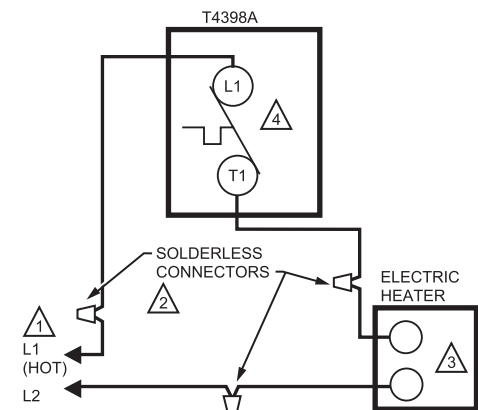 T4398A
L1
4
T1
SOLDERLESS
CONNECTORS
2
ELECTRIC
HEATER
1
L1
(HOT)
3
L2